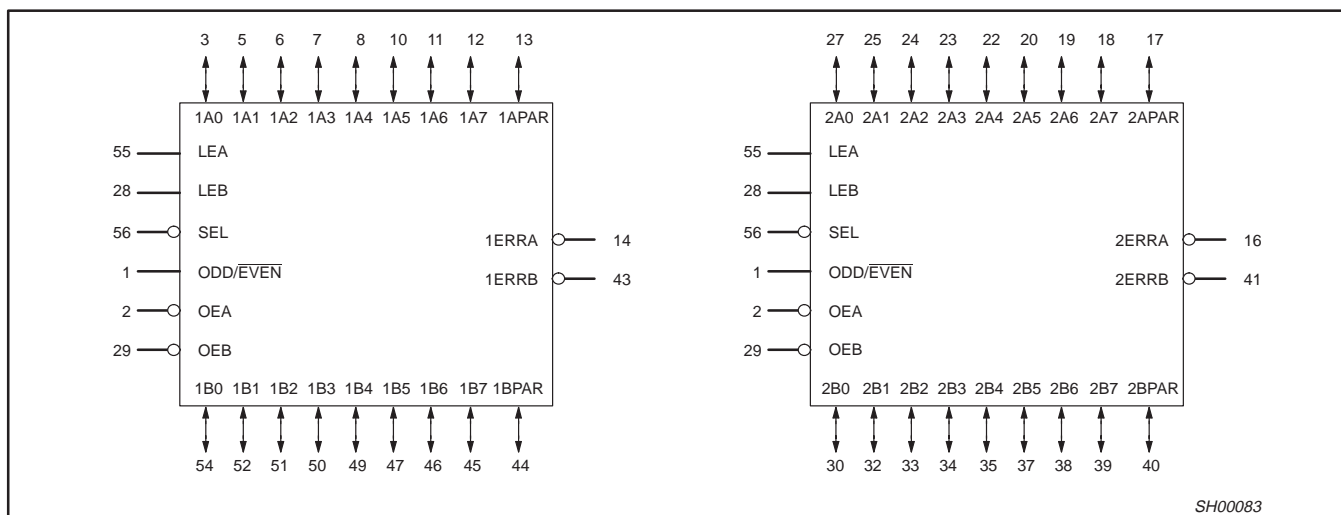 3 5 6 7 8 10 11 12 13 27 25 24 23 22 20 19 18 17
1A0 1A1 1A2 1A3 1A4 1A5 1A6 1A7 1APAR 2A0 2A1 2A2 2A3 2A4 2A5 2A6 2A7 2APAR
55 LEA 55 LEA
28 LEB 28 LEB
56 SEL 1ERRA 14 56 SEL 2ERRA 16
1 ODD/EVEN 1ERRB 43 1 ODD/EVEN 2ERRB 41
2 OEA 2 OEA
29 OEB 29 OEB
1B0 1B1 1B2 1B3 1B4 1B5 1B6 1B7 1BPAR 2B0 2B1 2B2 2B3 2B4 2B5 2B6 2B7 2BPAR
54 52 51 50 49 47 46 45 44 30 32 33 34 35 37 38 39 40
SH00083